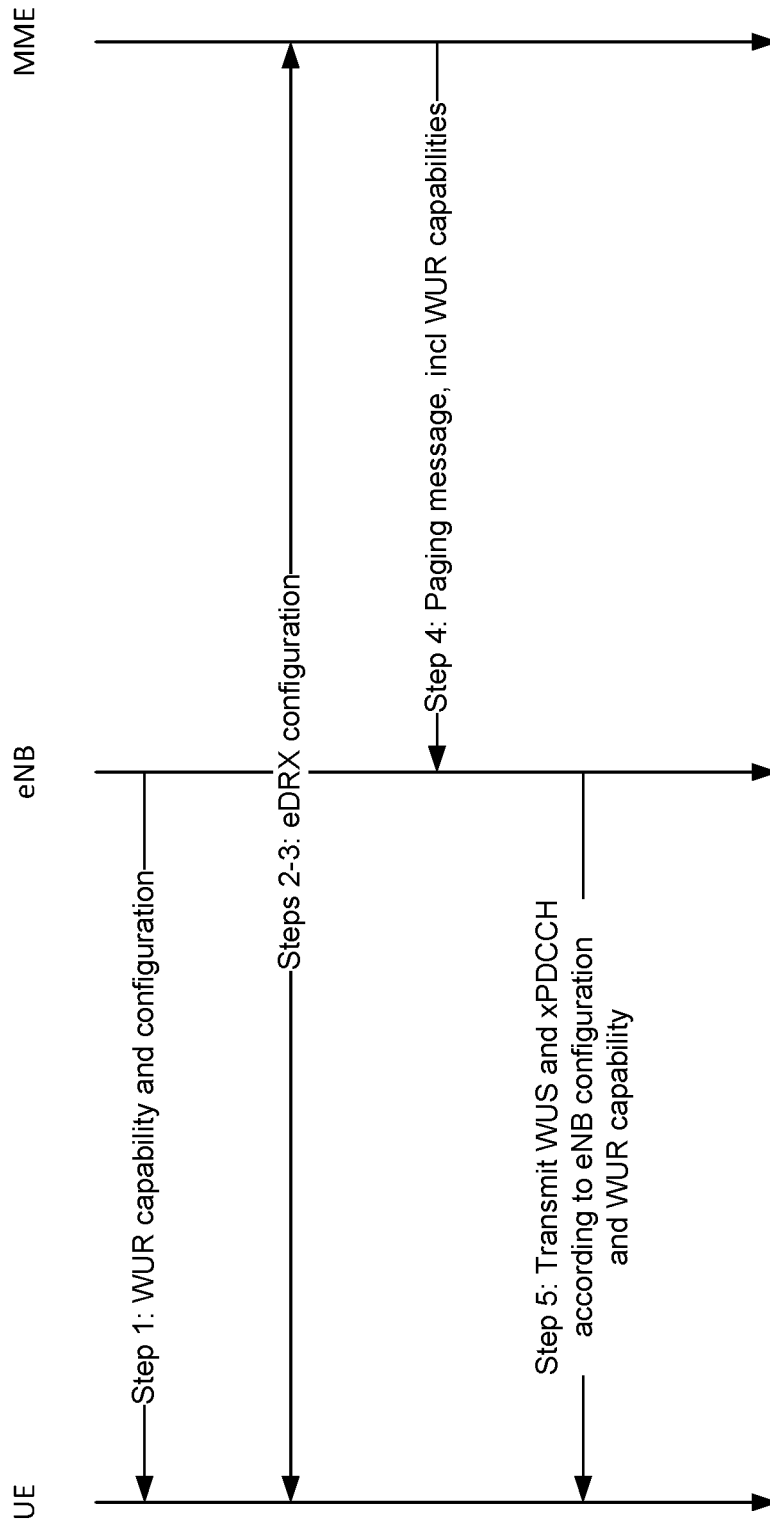 UE
eNB
MME
Step 1: WUR capability and configuration
Steps 2-3: eDRX configuration
Step 4: Paging message, incl WUR capabilities
Step 5: Transmit WUS and xPDCCH
according to eNB configuration
and WUR capability